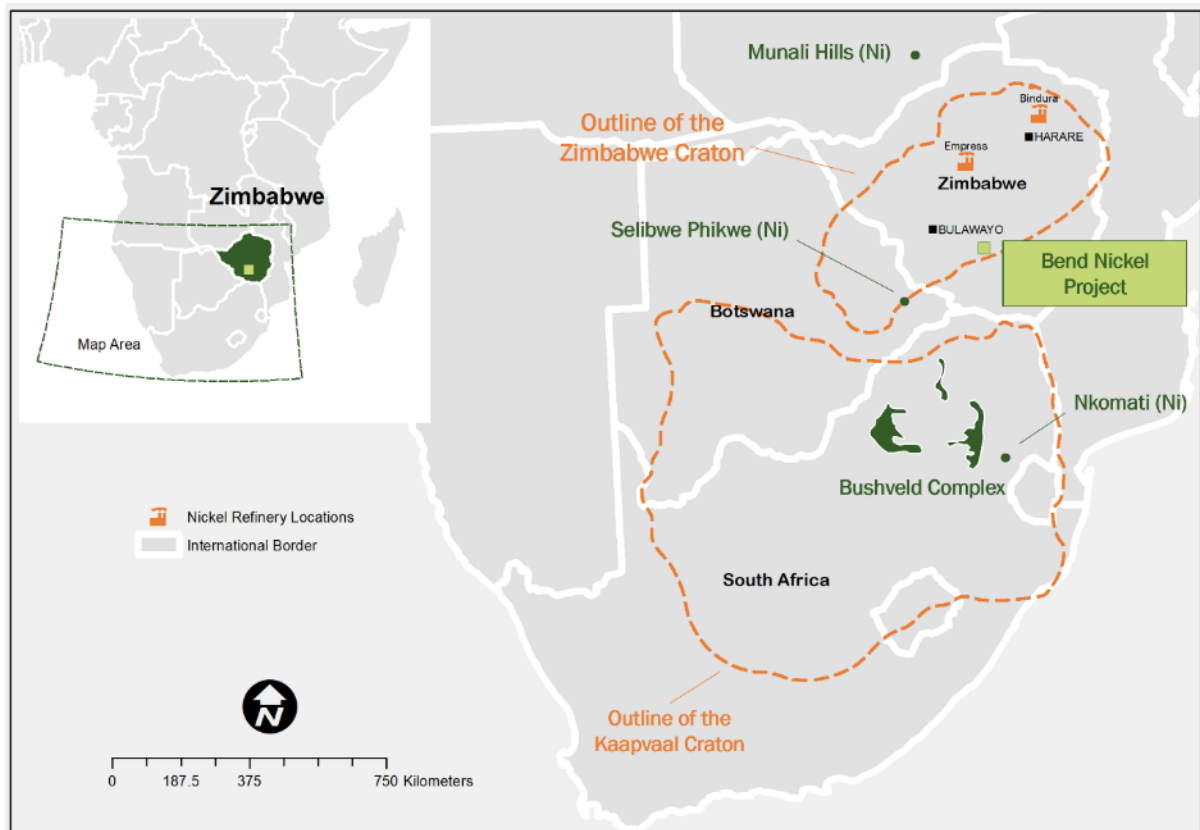 Zimbabwe
Map Area
Munali Hills (Ni)
Bindura
HARARE
Outline of the
Zimbabwe Craton
Empress
Zimbabwe
Selibwe Phikwe (Ni)
BULAWAYO
Bend Nickel
Project
Botswana
Nkomati (Ni)
Bushveld Complex
Nickel Refinery Locations
International Border
South Africa
Outline of the
Kaapvaal Craton
N
0 187.5 375 750 Kilometers